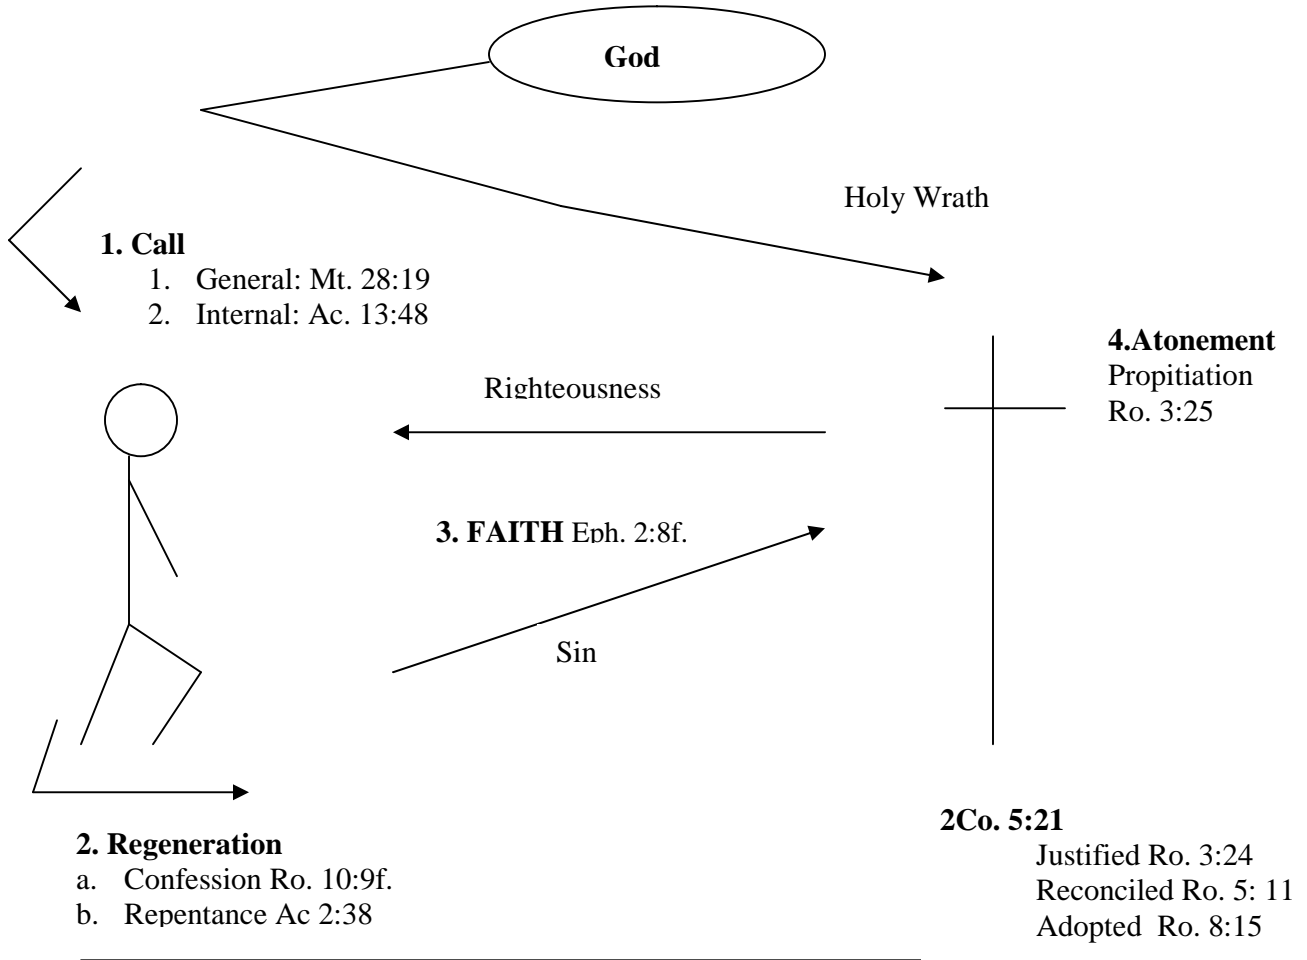 God
Holy Wrath
1. Call
1. General: Mt. 28:19
2. Internal: Ac. 13:48
4.Atonement
Propitiation
Ro. 3:25
Righteousness
3. FAITH Eph. 2:8f.
Sin
2. Regeneration
a. Confession Ro. 10:9f.
b. Repentance Ac 2:38
2Co. 5:21
Justified Ro. 3:24
Reconciled Ro. 5: 11
Adopted Ro. 8:15